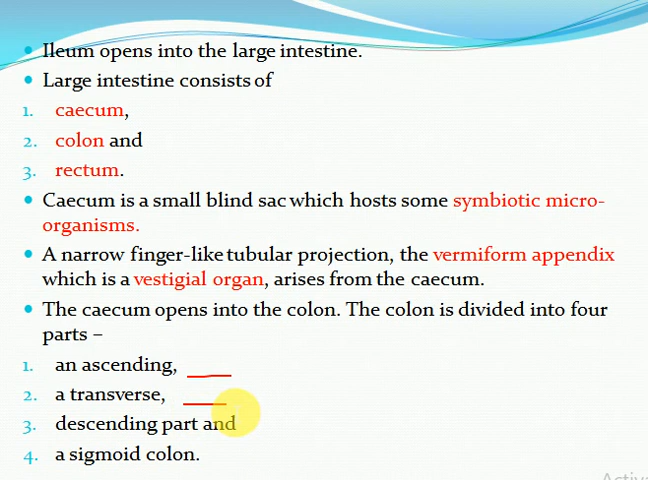 • Ileum opens into the large intestine.
• Large intestine consists of
1. caecum,
2. colon and
3. rectum.
• Caecum is a small blind sac which hosts some symbiotic micro-
organisms.
• A narrow finger-like tubular projection, the vermiform appendix
which is a vestigial organ, arises from the caecum.
• The caecum opens into the colon. The colon is divided into four
parts –
1. an ascending,
2. a transverse,
3. descending part and
4. a sigmoid colon.